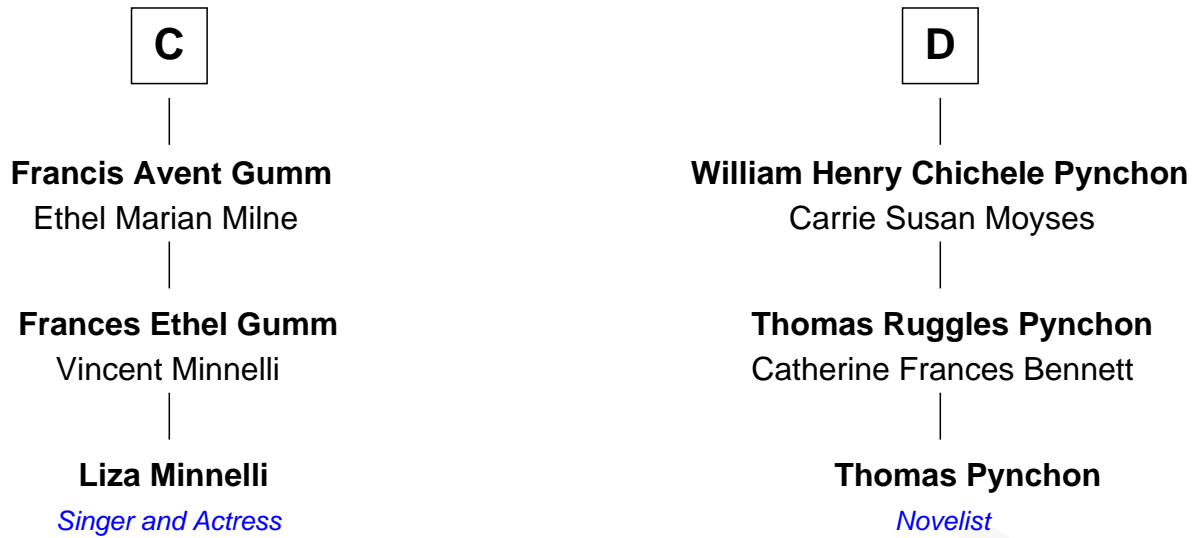 C
Francis Avent Gumm
Ethel Marian Milne
Frances Ethel Gumm
Vincent Minnelli
Liza Minnelli
Singer and Actress
D
William Henry Chichele Pynchon
Carrie Susan Moyses
Thomas Ruggles Pynchon
Catherine Frances Bennett
Thomas Pynchon
Novelist